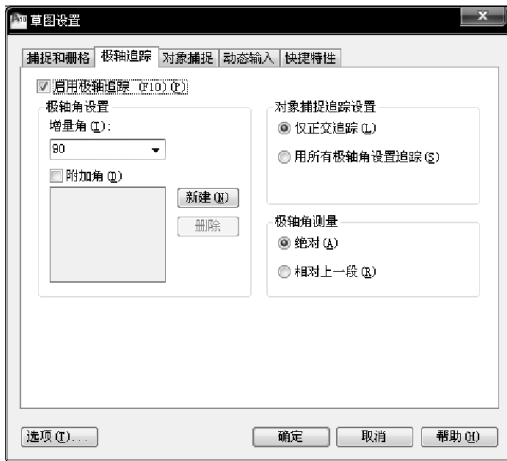 草图设置
捕捉和栅格 极轴追踪 对象捕捉 动态输入 快捷特性
启用极轴追踪 (F10)(P)
极轴角设置
增量角(I):
90
附加角(D)
新建(N)
删除
对象捕捉追踪设置
仅正交追踪(L)
用所有极轴角设置追踪(S)
极轴角测量
绝对(A)
相对上一段(R)
选项(T)...
确定 取消 帮助(H)